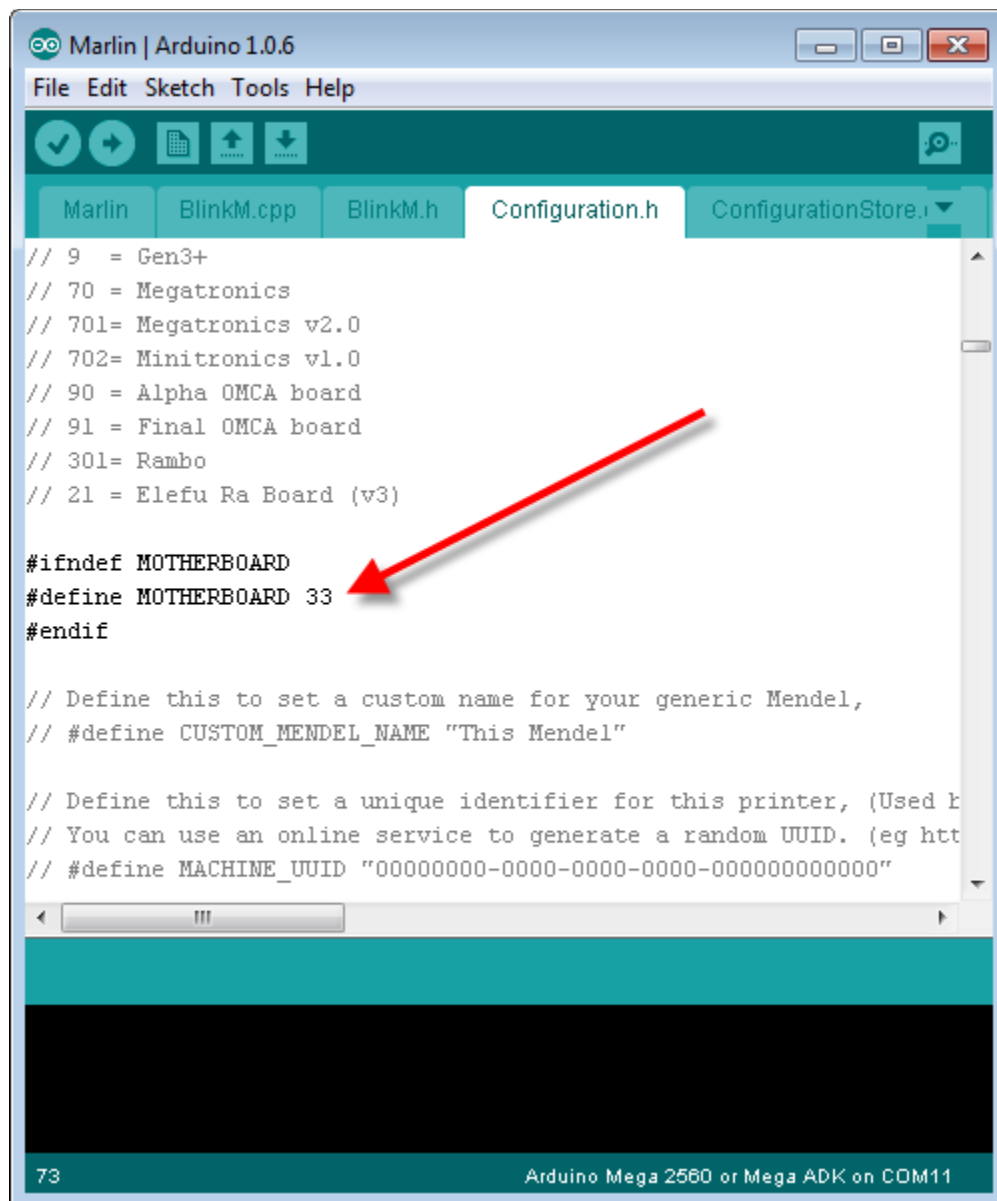 Marlin | Arduino 1.0.6
File Edit Sketch Tools Help
Marlin BlinkM.cpp BlinkM.h Configuration.h ConfigurationStore.
// 9  = Gen3+
// 70 = Megatronics
// 701= Megatronics v2.0
// 702= Minitronics v1.0
// 90 = Alpha OMCA board
// 91 = Final OMCA board
// 301= Rambo
// 21 = Elefu Ra Board (v3)
#ifndef MOTHERBOARD
#define MOTHERBOARD 33
#endif
// Define this to set a custom name for your generic Mendel,
// #define CUSTOM_MENDEL_NAME "This Mendel"
// Define this to set a unique identifier for this printer, (Used
// You can use an online service to generate a random UUID. (eg htt
// #define MACHINE_UUID "00000000-0000-0000-0000-000000000000"
73 Arduino Mega 2560 or Mega ADK on COM11